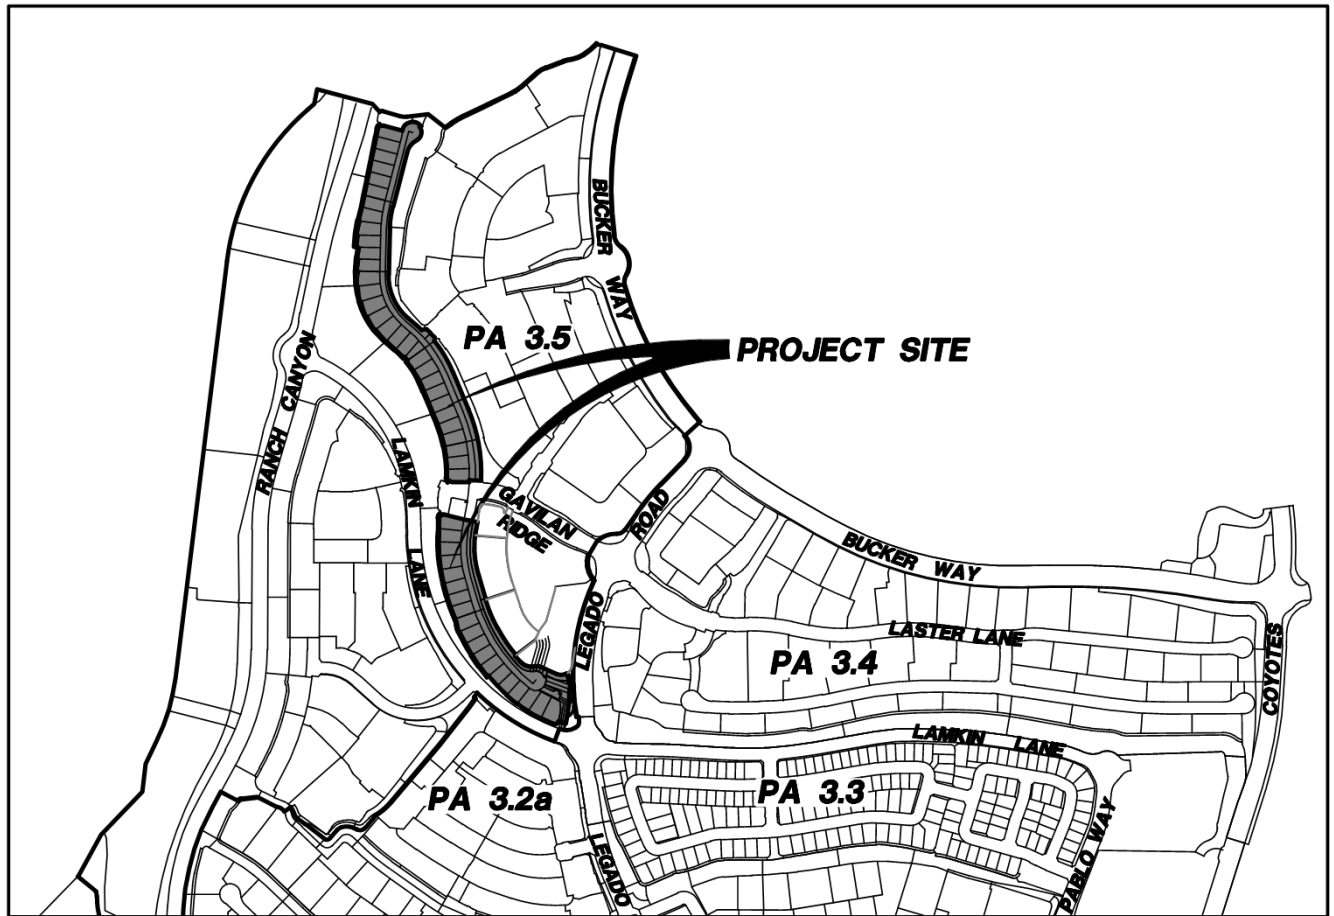 BUCKER WAY
PA 3.5
PROJECT SITE
RANCH CANYON
LAMKIN LANE
GAVILAN
RIDGE
LEGADO ROAD
BUCKER WAY
LASTER LANE
PA 3.4
COYOTES
LAMKIN LANE
PA 3.2a
PA 3.3
LEGADO
PABLO WAY